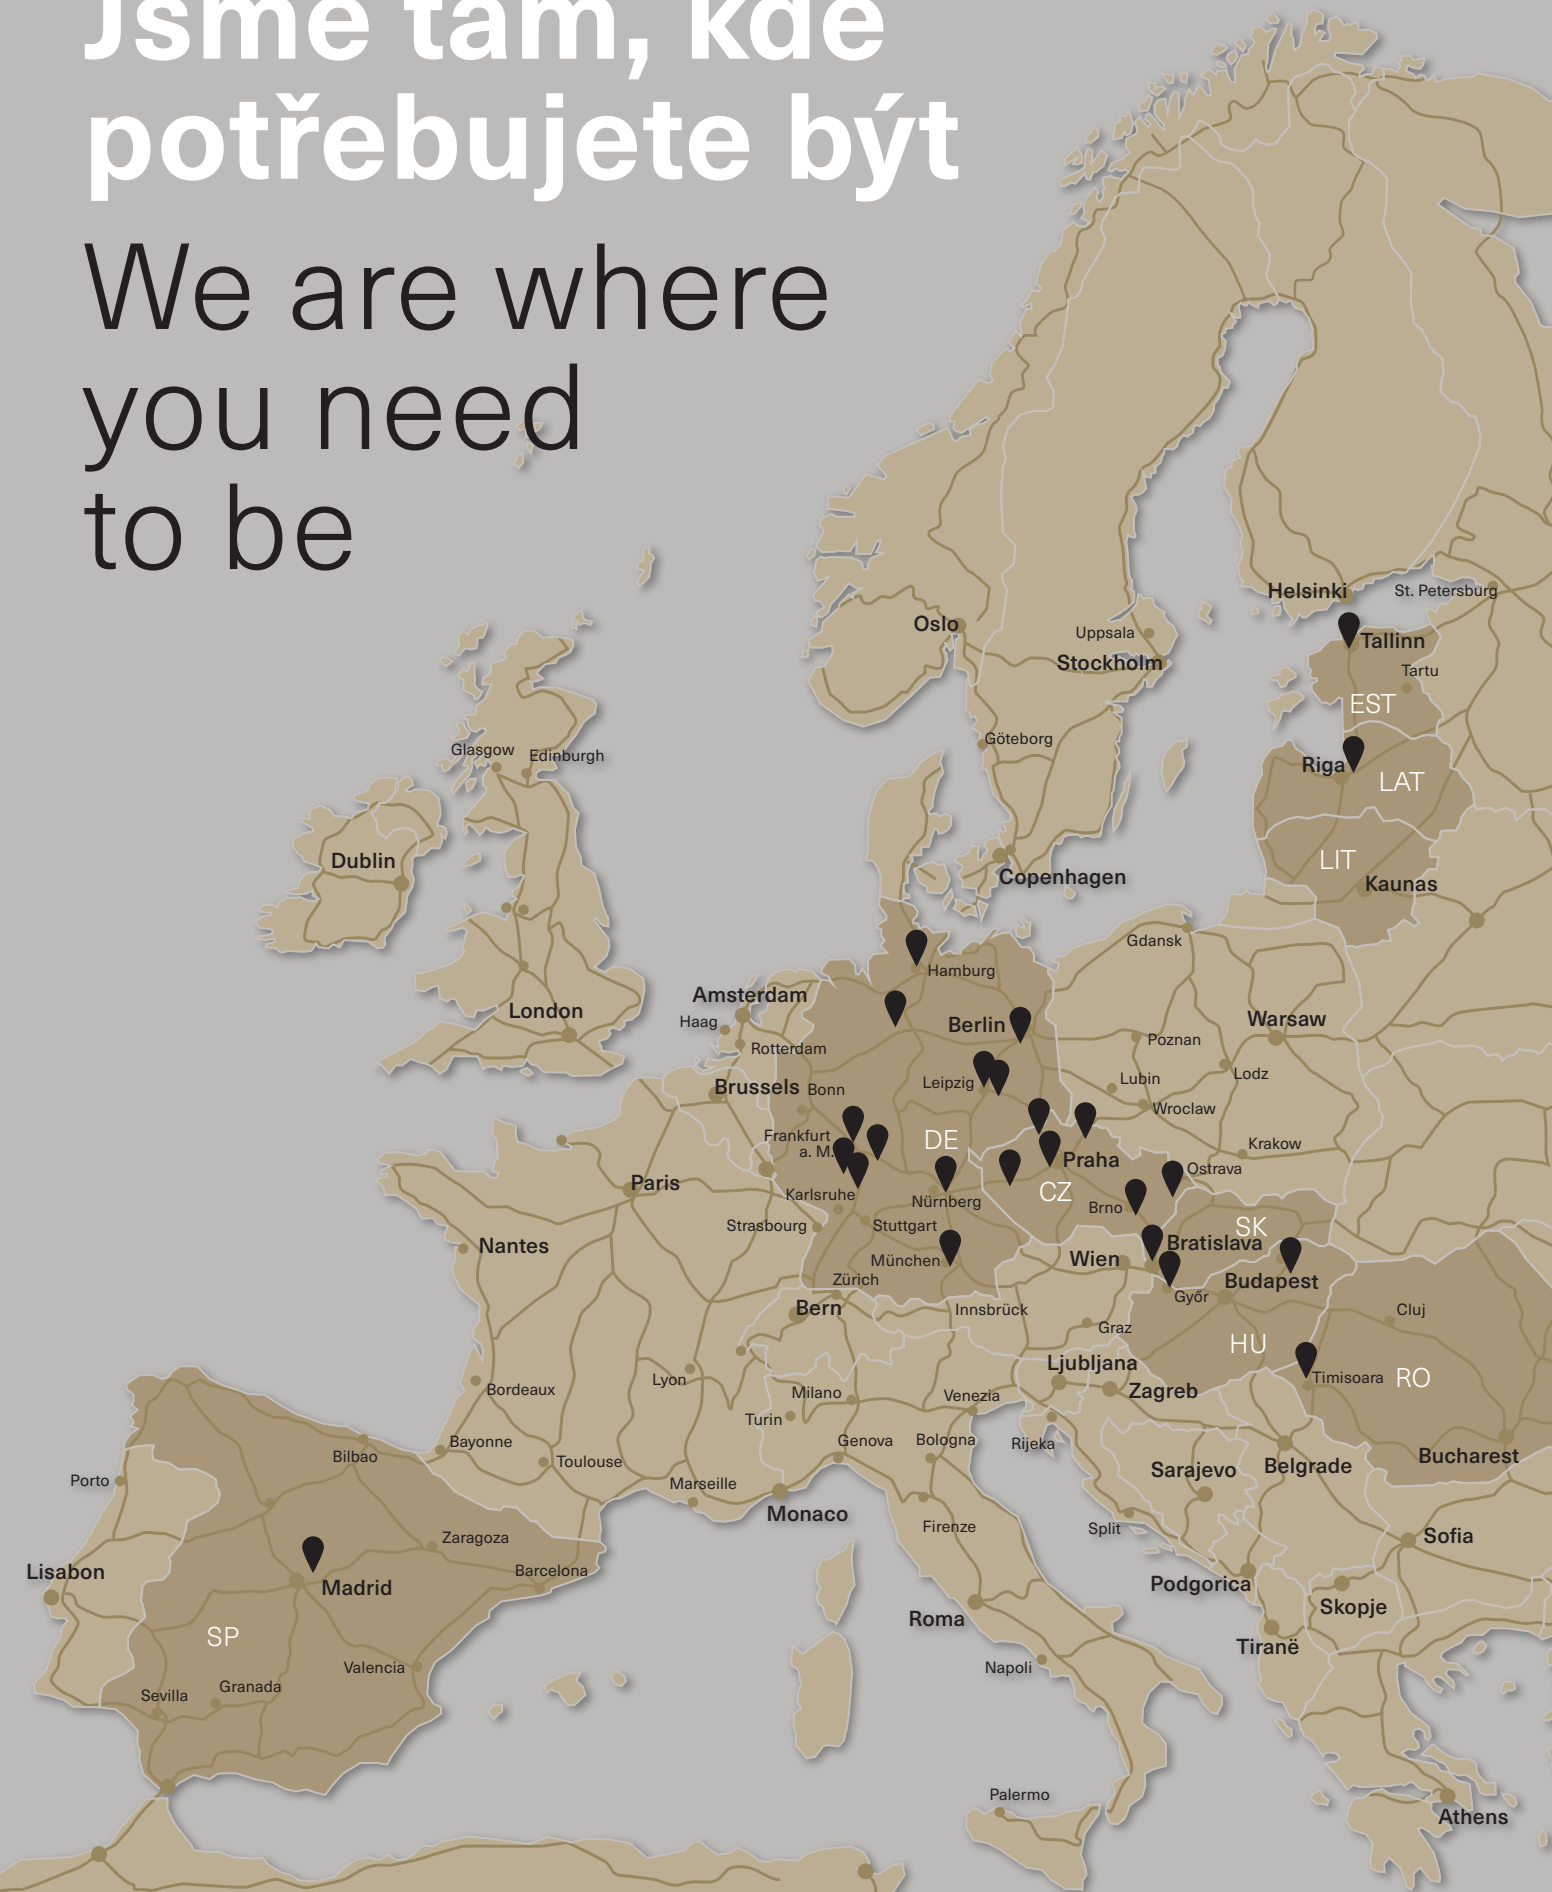 Jsme tam, kde
potřebujete být
We are where
you need
to be
Helsinki
St. Petersburg
Oslo
Uppsala
Tallinn
Stockholm
Tartu
EST
Göteborg
Glasgow
Edinburgh
Riga
LAT
Dublin
LIT
Copenhagen
Kaunas
Gdansk
Hamburg
Amsterdam
London
Haag
Berlin
Warsaw
Rotterdam
Poznan
Brussels
Bonn
Leipzig
Lubin
Lodz
Wroclaw
Frankfurt
a. M.
DE
Krakow
Praha
Ostrava
Paris
Karlsruhe
Nürnberg
CZ
Brno
Strasbourg
Stuttgart
SK
Nantes
Bratislava
München
Wien
Zürich
Budapest
Győr
Bern
Innsbrück
Cluj
Graz
HU
Ljubljana
Lyon
Timisoara
RO
Bordeaux
Milano
Venezia
Zagreb
Turin
Bayonne
Genova
Bologna
Rijeka
Bilbao
Toulouse
Bucharest
Porto
Marseille
Sarajevo
Belgrade
Monaco
Firenze
Split
Zaragoza
Sofia
Lisabon
Barcelona
Madrid
Podgorica
Skopje
Roma
SP
Tiranë
Valencia
Napoli
Granada
Sevilla
Palermo
Athens